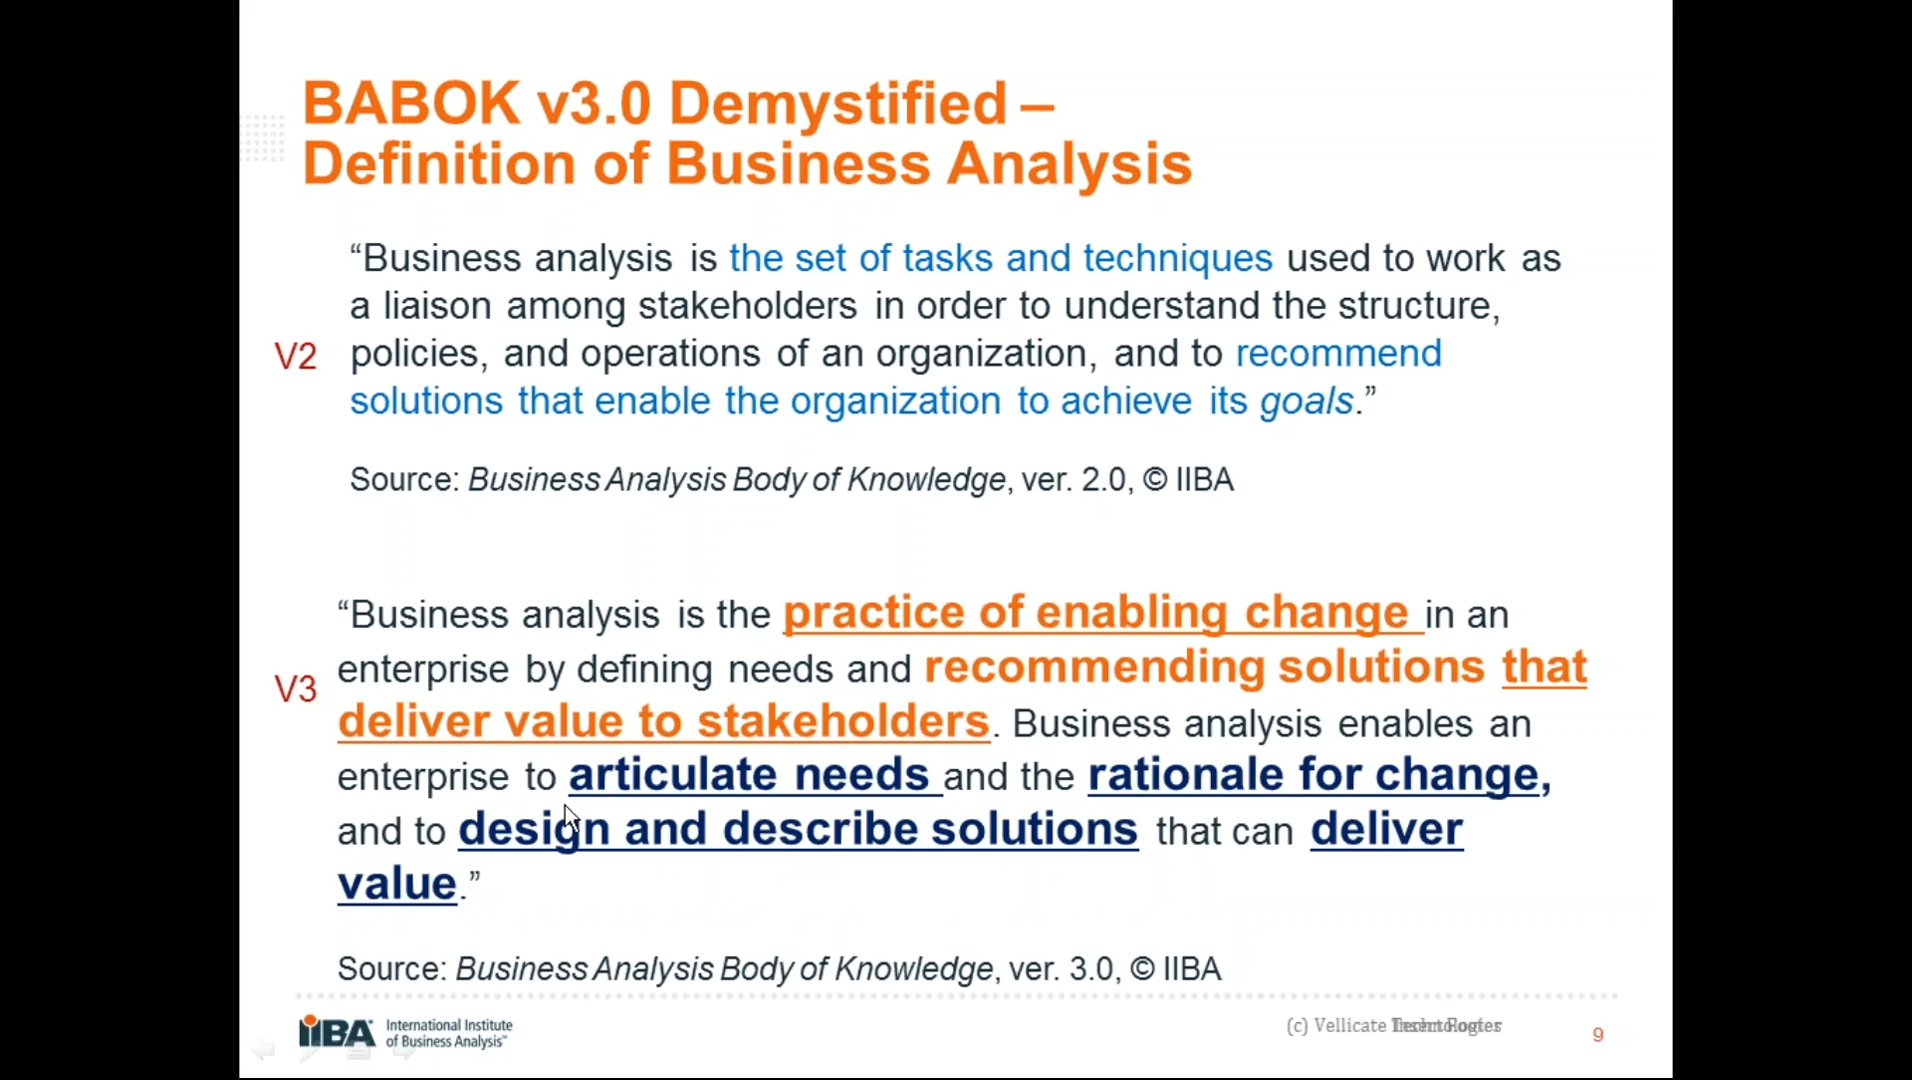 BABOK v3.0 Demystified –
Definition of Business Analysis
“Business analysis is the set of tasks and techniques used to work as
a liaison among stakeholders in order to understand the structure,
V2
policies, and operations of an organization, and to recommend
solutions that enable the organization to achieve its goals.”
Source: Business Analysis Body of Knowledge, ver. 2.0, © IIBA
“Business analysis is the practice of enabling change in an
enterprise by defining needs and recommending solutions that
V3
deliver value to stakeholders. Business analysis enables an
enterprise to articulate needs and the rationale for change,
and to design and describe solutions that can deliver
value.”
Source: Business Analysis Body of Knowledge, ver. 3.0, © IIBA
IIBA
International Institute
of Business Analysis™
(c) Vellicate
9